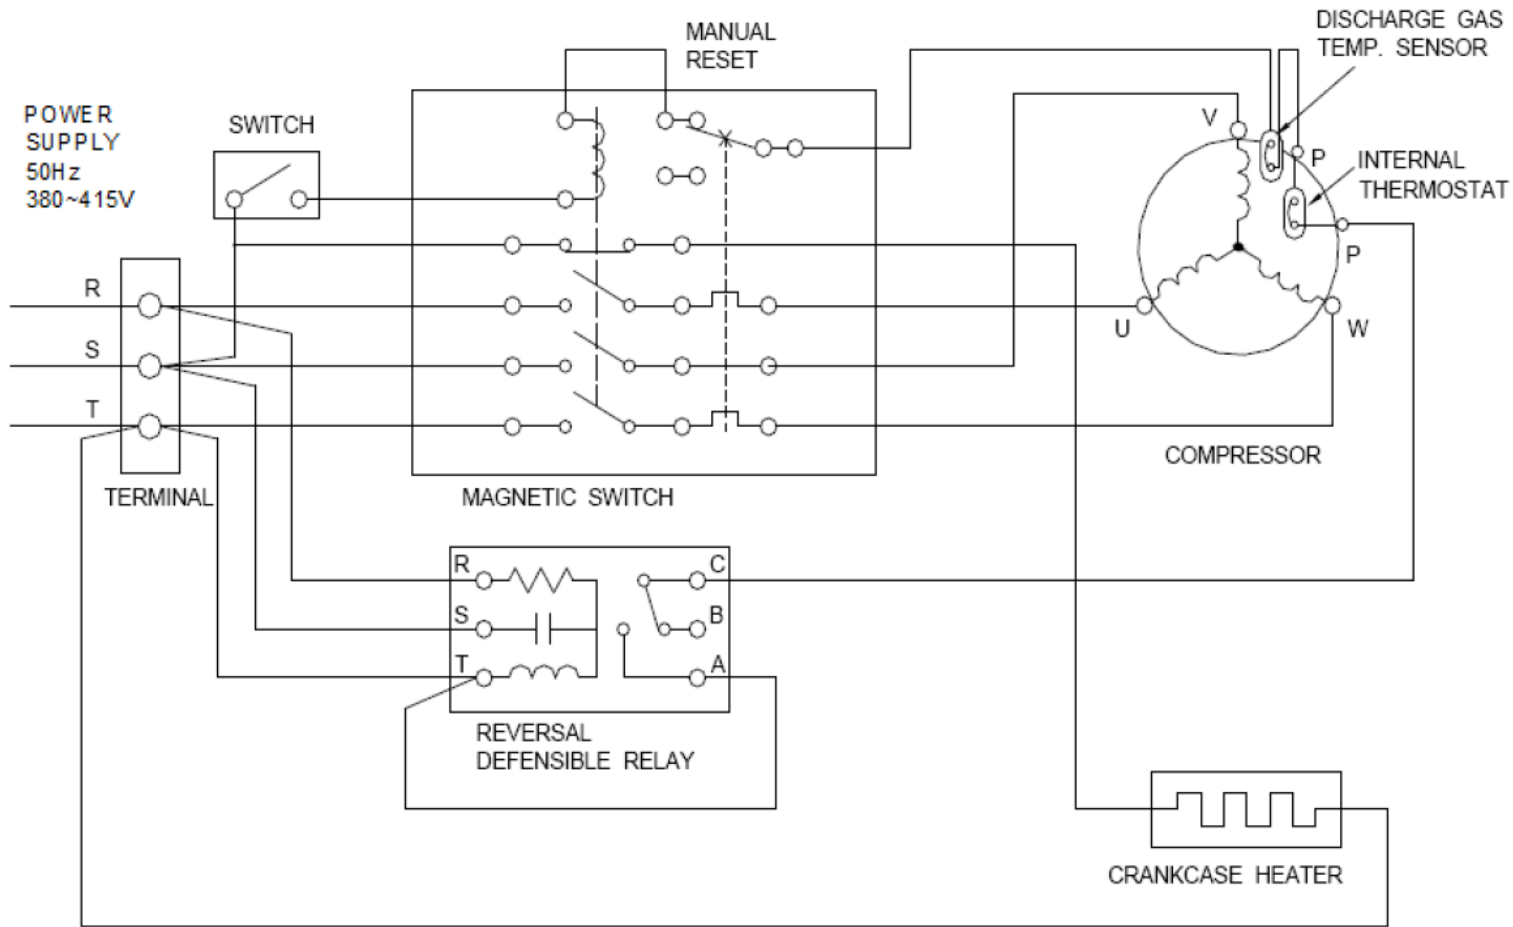 DISCHARGE GAS
TEMP. SENSOR
MANUAL
RESET
POWER
SUPPLY
50Hz
380~415V
SWITCH
V
P
INTERNAL
THERMOSTAT
P
R
U
W
S
T
COMPRESSOR
TERMINAL
MAGNETIC SWITCH
R
C
S
B
T
A
REVERSAL
DEFENSIBLE RELAY
CRANKCASE HEATER